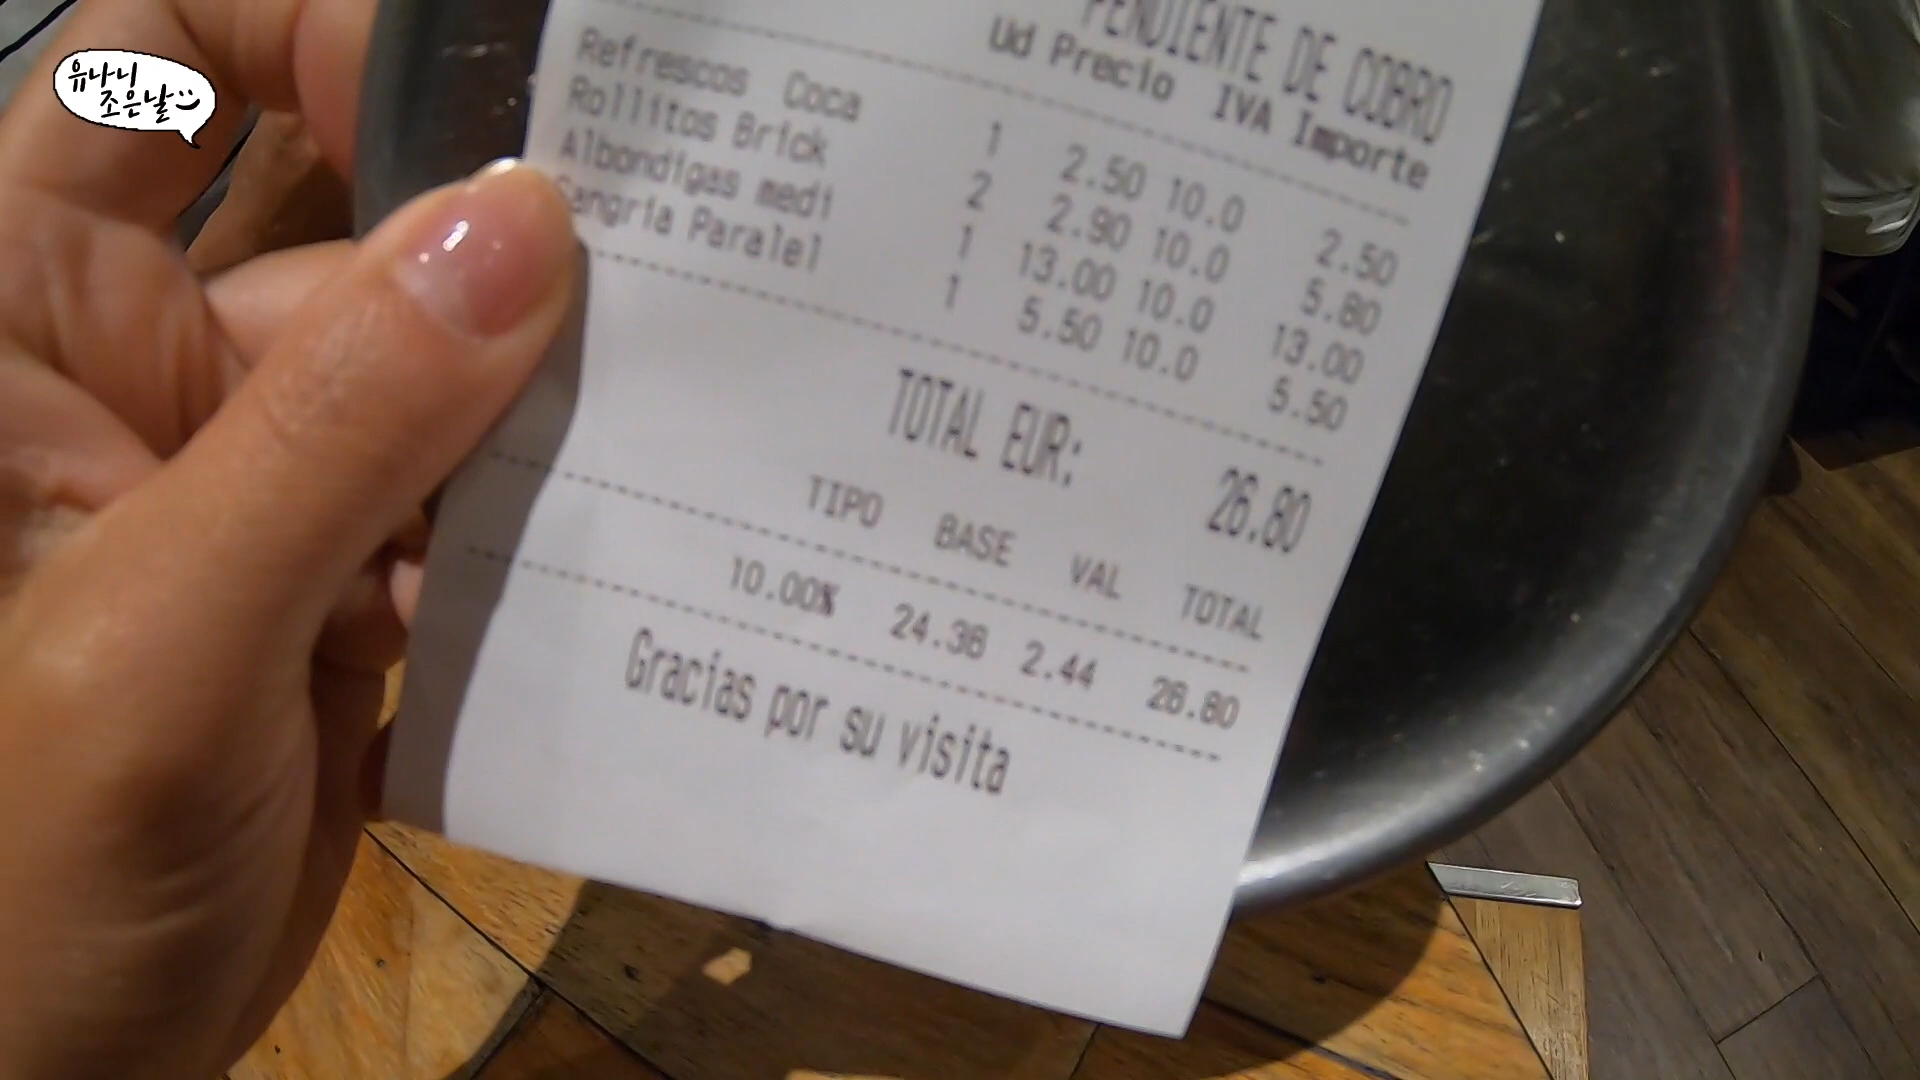 유나니
조은날
PENDIENTE DE COBRO
Ud Precio IVA Importe
Refrescos Coca 1 2.50 10.0 2.50
Rollitos Brick 2 2.90 10.0 5.80
Albondigas medi 1 13.00 10.0 13.00
Sangria Paralel 1 5.50 10.0 5.50
TOTAL EUR: 26.80
TIPO BASE VAL TOTAL
10.00% 24.36 2.44 26.80
Gracias por su visita